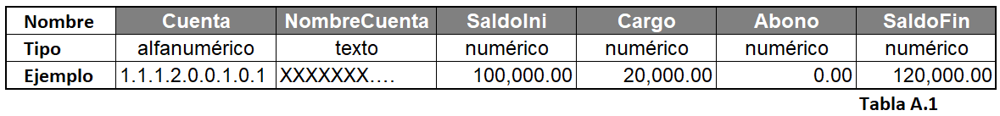 Nombre Cuenta NombreCuenta SaldoIni Cargo Abono SaldoFin
Tipo alfanumérico texto numérico numérico numérico numérico
Ejemplo 1.1.1.2.0.0.1.0.1 XXXXXXX.... 100,000.00 20,000.00 0.00 120,000.00
Tabla A.1